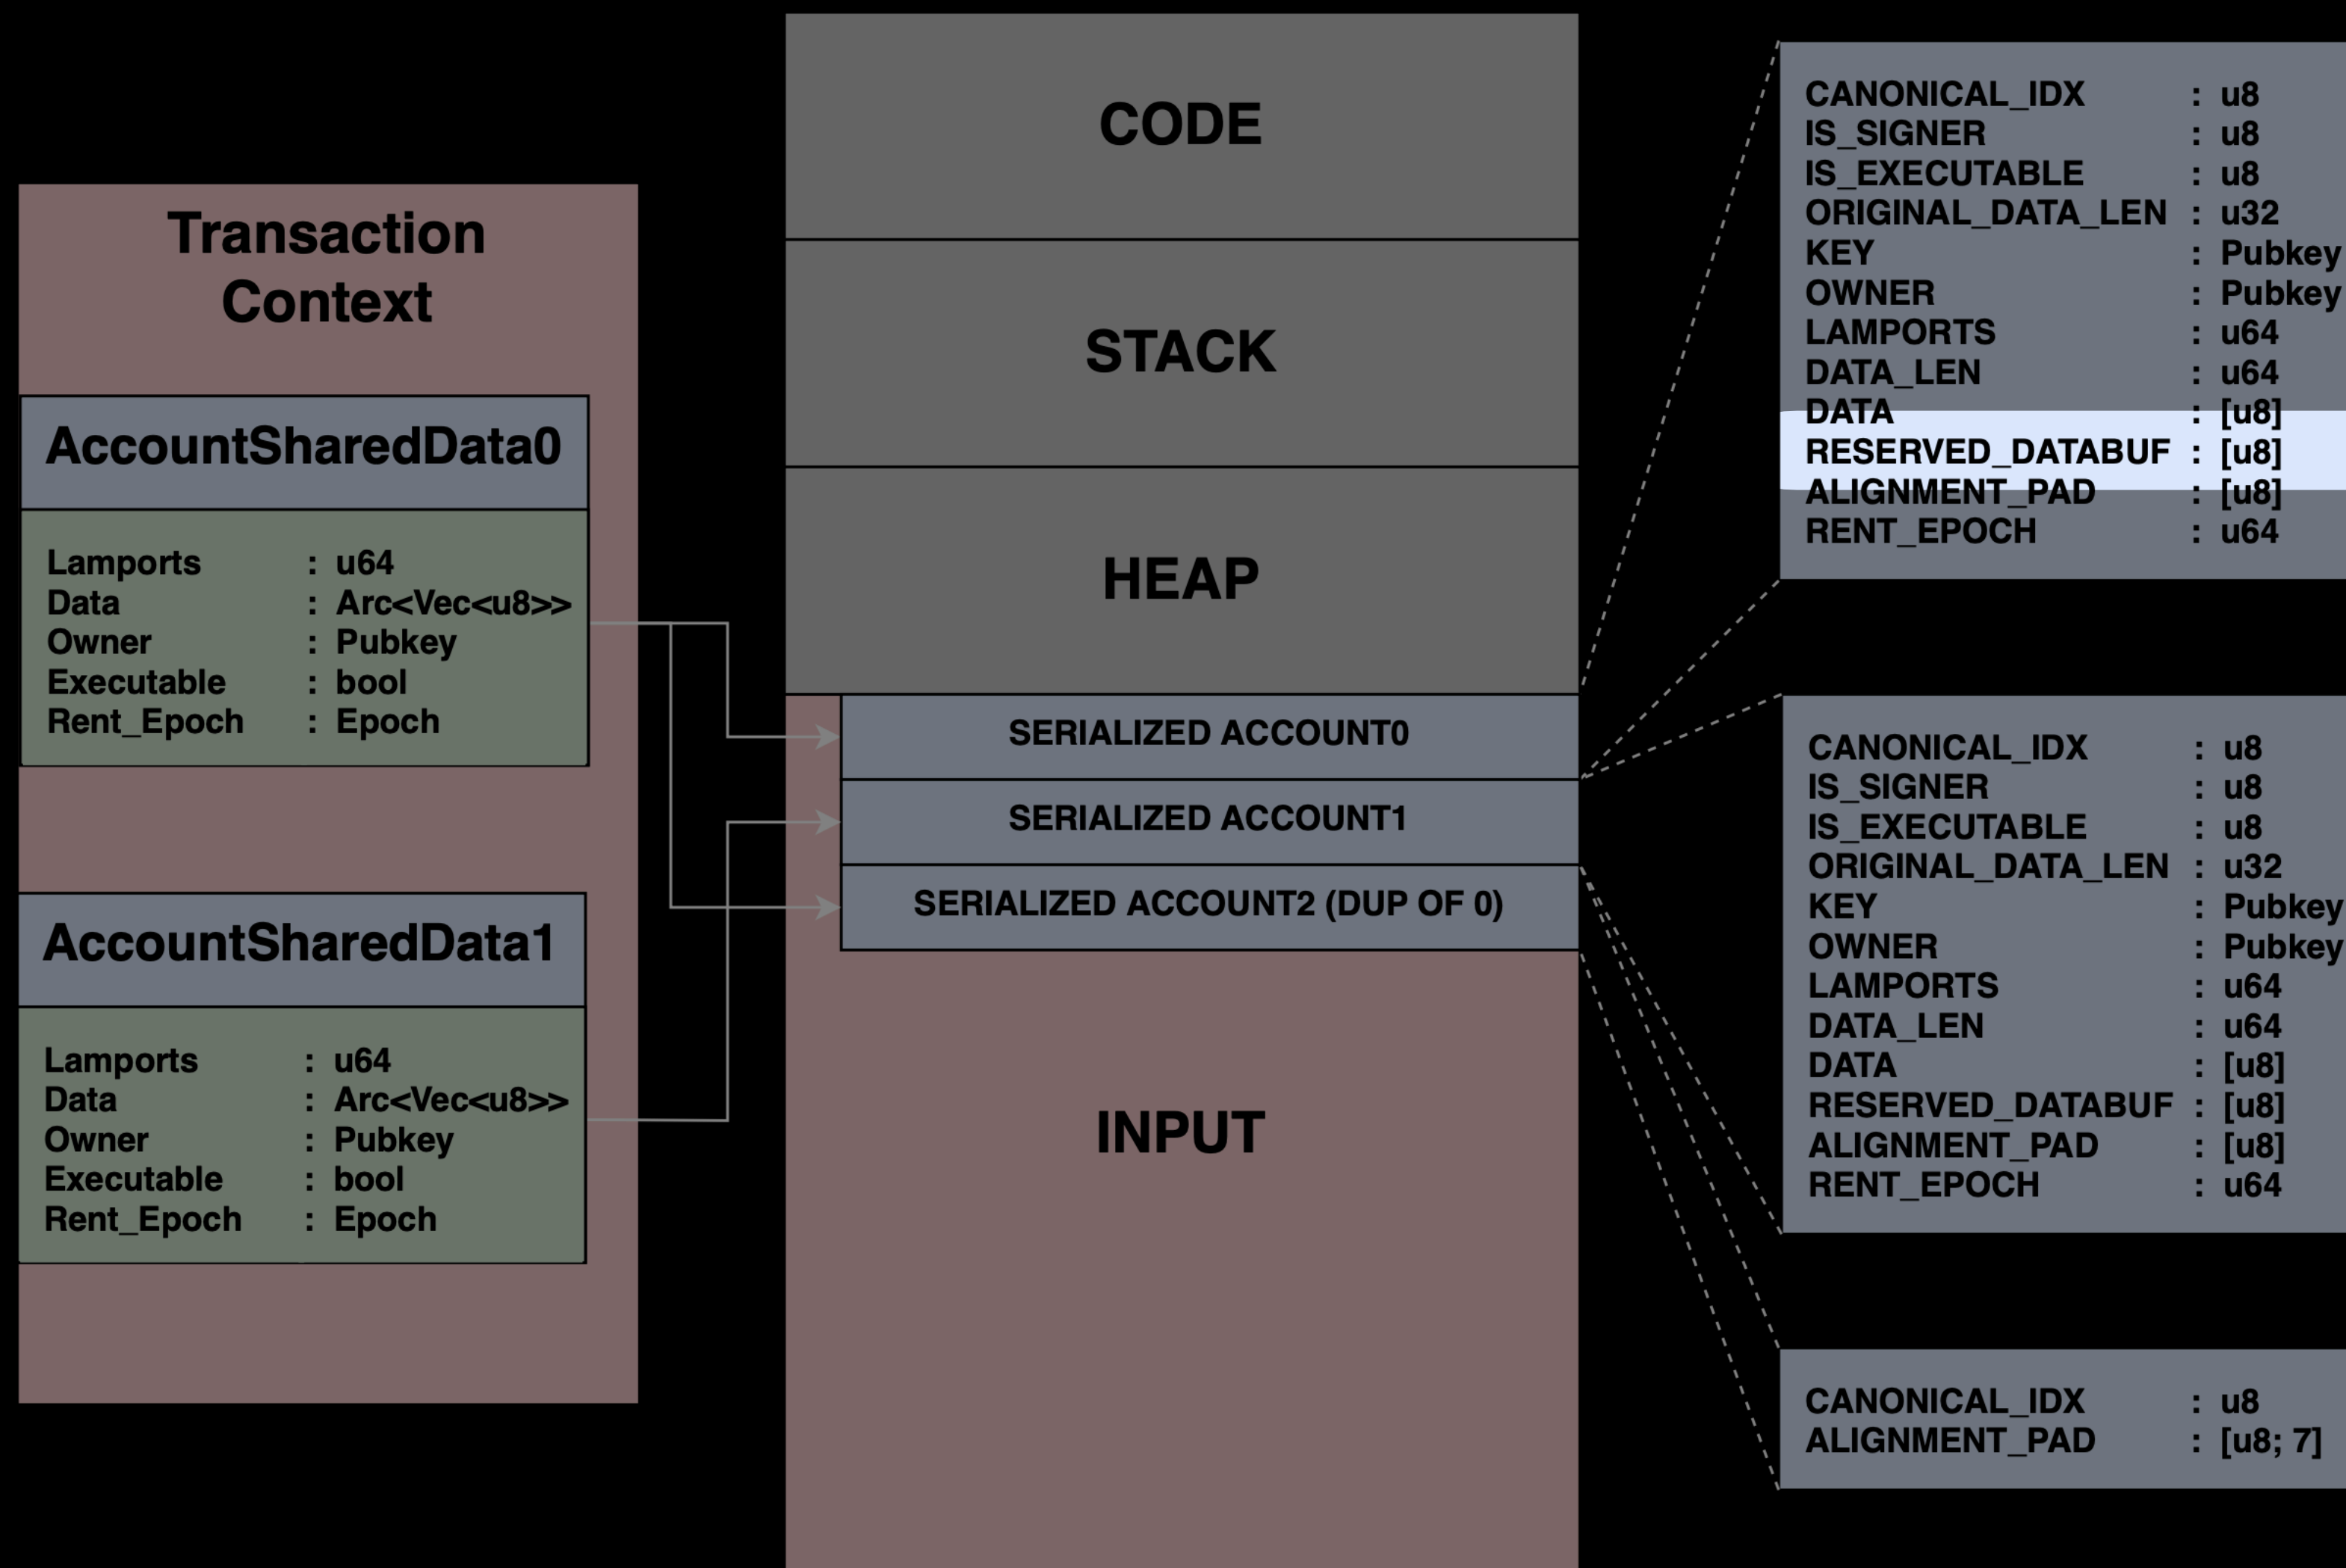 Transaction
Context
AccountSharedData0
Lamports : u64
Data : Arc<Vec<u8>>
Owner : Pubkey
Executable : bool
Rent_Epoch : Epoch
AccountSharedData1
Lamports : u64
Data : Arc<Vec<u8>>
Owner : Pubkey
Executable : bool
Rent_Epoch : Epoch
CODE
STACK
HEAP
SERIALIZED ACCOUNT0
SERIALIZED ACCOUNT1
SERIALIZED ACCOUNT2 (DUP OF 0)
INPUT
CANONICAL_IDX : u8
IS_SIGNER : u8
IS_EXECUTABLE : u8
ORIGINAL_DATA_LEN : u32
KEY : Pubkey
OWNER : Pubkey
LAMPORTS : u64
DATA_LEN : u64
DATA : [u8]
RESERVED_DATABUF : [u8]
ALIGNMENT_PAD : [u8]
RENT_EPOCH : u64
CANONICAL_IDX : u8
IS_SIGNER : u8
IS_EXECUTABLE : u8
ORIGINAL_DATA_LEN : u32
KEY : Pubkey
OWNER : Pubkey
LAMPORTS : u64
DATA_LEN : u64
DATA : [u8]
RESERVED_DATABUF : [u8]
ALIGNMENT_PAD : [u8]
RENT_EPOCH : u64
CANONICAL_IDX : u8
ALIGNMENT_PAD : [u8; 7]